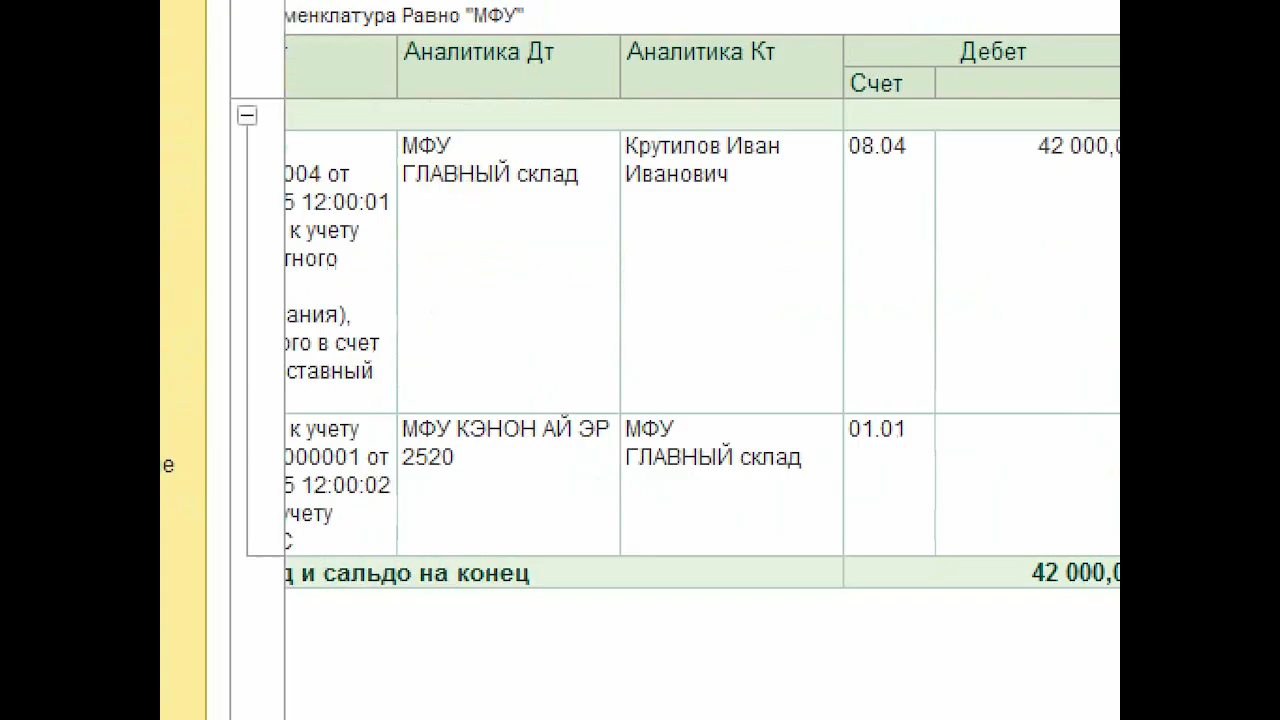 менклатура Равно "МФУ"
Аналитика Дт
Аналитика Кт
Дебет
Счет
004 от
5 12:00:01
к учету
тного
ания),
ого в счет
ставный
МФУ
ГЛАВНЫЙ склад
Крутилов Иван
Иванович
08.04
42 000,0
к учету
000001 от
5 12:00:02
учету
С
МФУ КЭНОН АЙ ЭР
2520
МФУ
ГЛАВНЫЙ склад
01.01
е
д и сальдо на конец
42 000,0